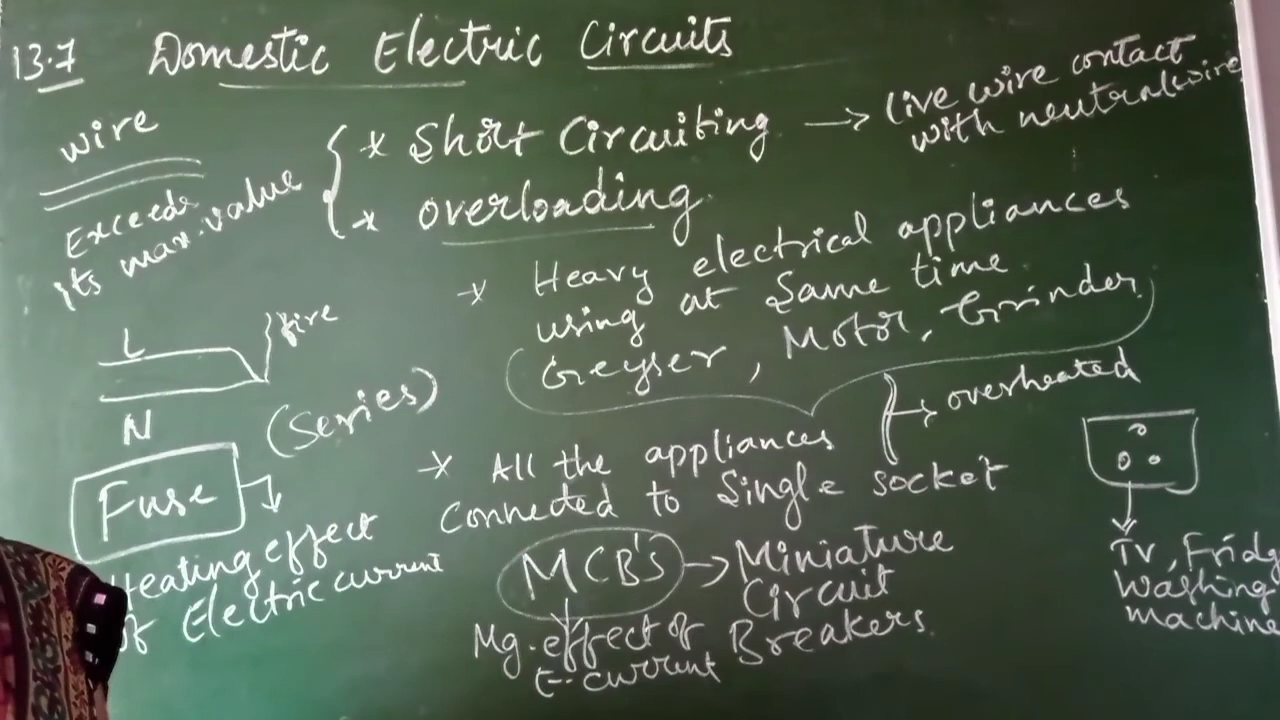 13.7 Domestic Electric Circuits
wire
Exceeds
its max. value
* Short Circuiting → live wire contact
with neutral wire
* overloading
* Heavy electrical appliances
using at Same time
Geyser, Motor, Grinder
L
N
fire
(Series)
Fuse
Heating effect
of Electric current
* All the appliances
Connected to Single socket
→ overheated
MCB's → Miniature
Circuit
Breakers
Mg. effect of
E-current
TV, Fridg
Washing
machine